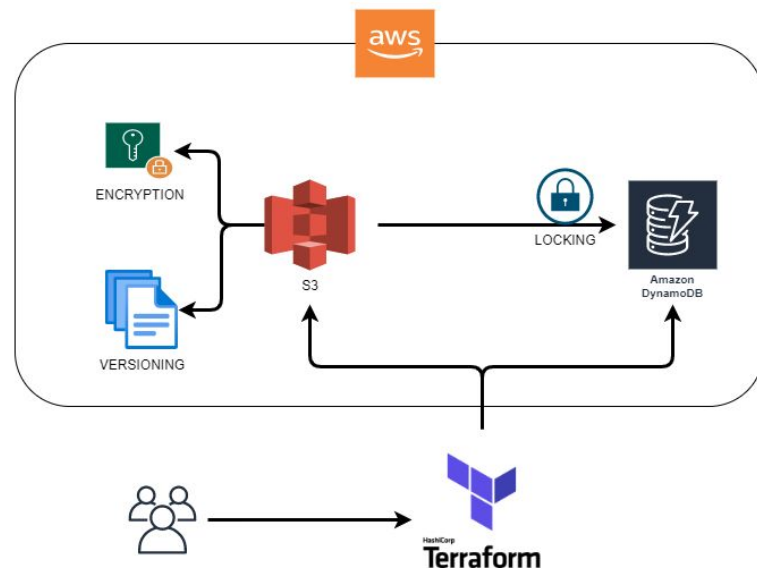 aws
ENCRYPTION
LOCKING
S3
Amazon
DynamoDB
VERSIONING
HashiCorp
Terraform